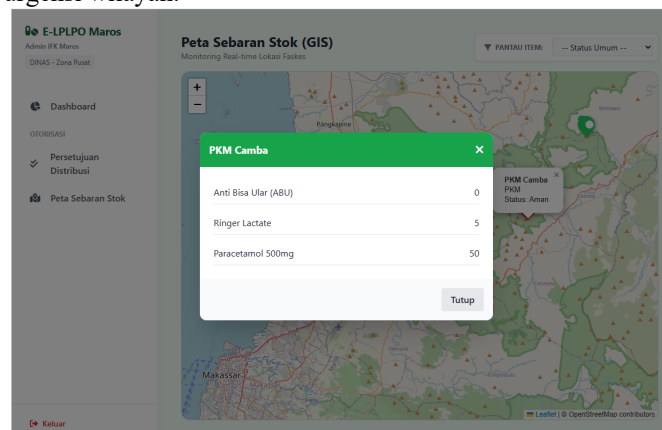 E-LPLPO Maros
Admin IFK Maros
DINAS - Zona Pusat
Dashboard
OTORISASI
Persetujuan
Distribusi
Peta Sebaran Stok
Keluar
Peta Sebaran Stok (GIS)
Monitoring Real-time Lokasi Faskes
PANTAU ITEM:
-- Status Umum --
+
−
Pangkajene
PKM Camba ×
PKM
Status: Aman
Camba
PKM Camba ×
Anti Bisa Ular (ABU) 0
Ringer Lactate 5
Paracetamol 500mg 50
Tutup
Makassar
Leaflet | © OpenStreetMap contributors